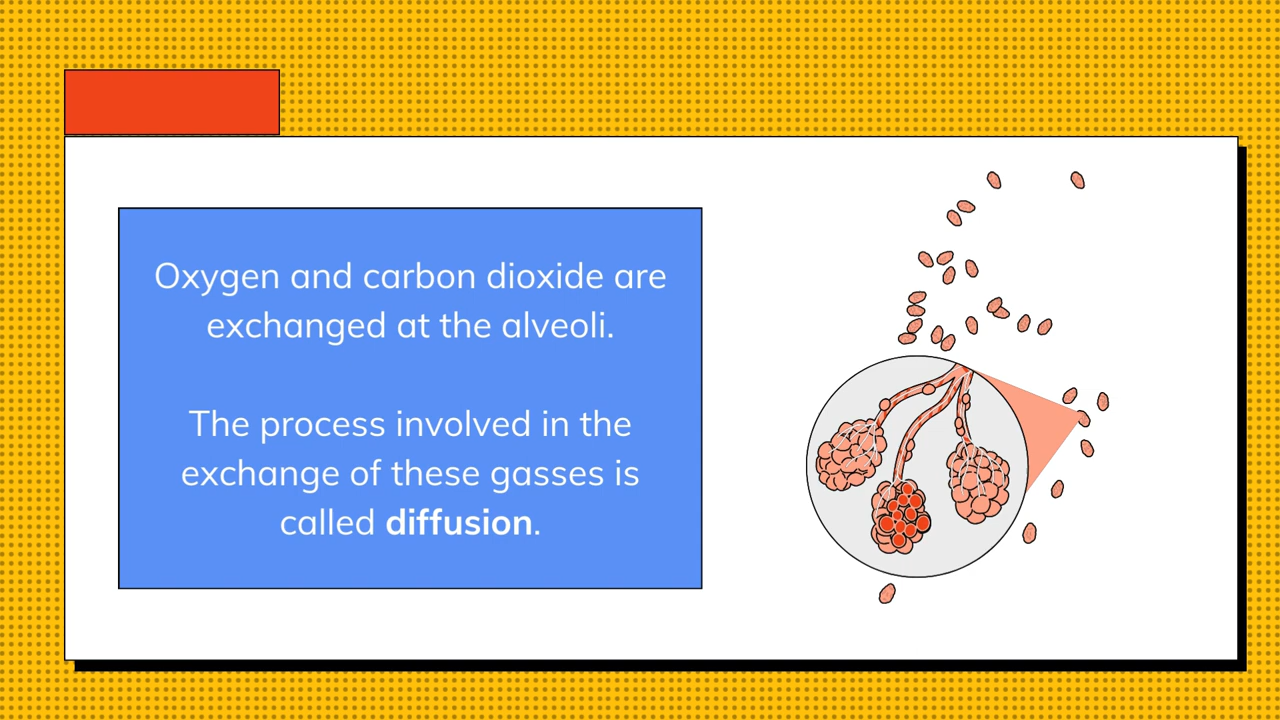 Oxygen and carbon dioxide are
exchanged at the alveoli.
The process involved in the
exchange of these gasses is
called diffusion.